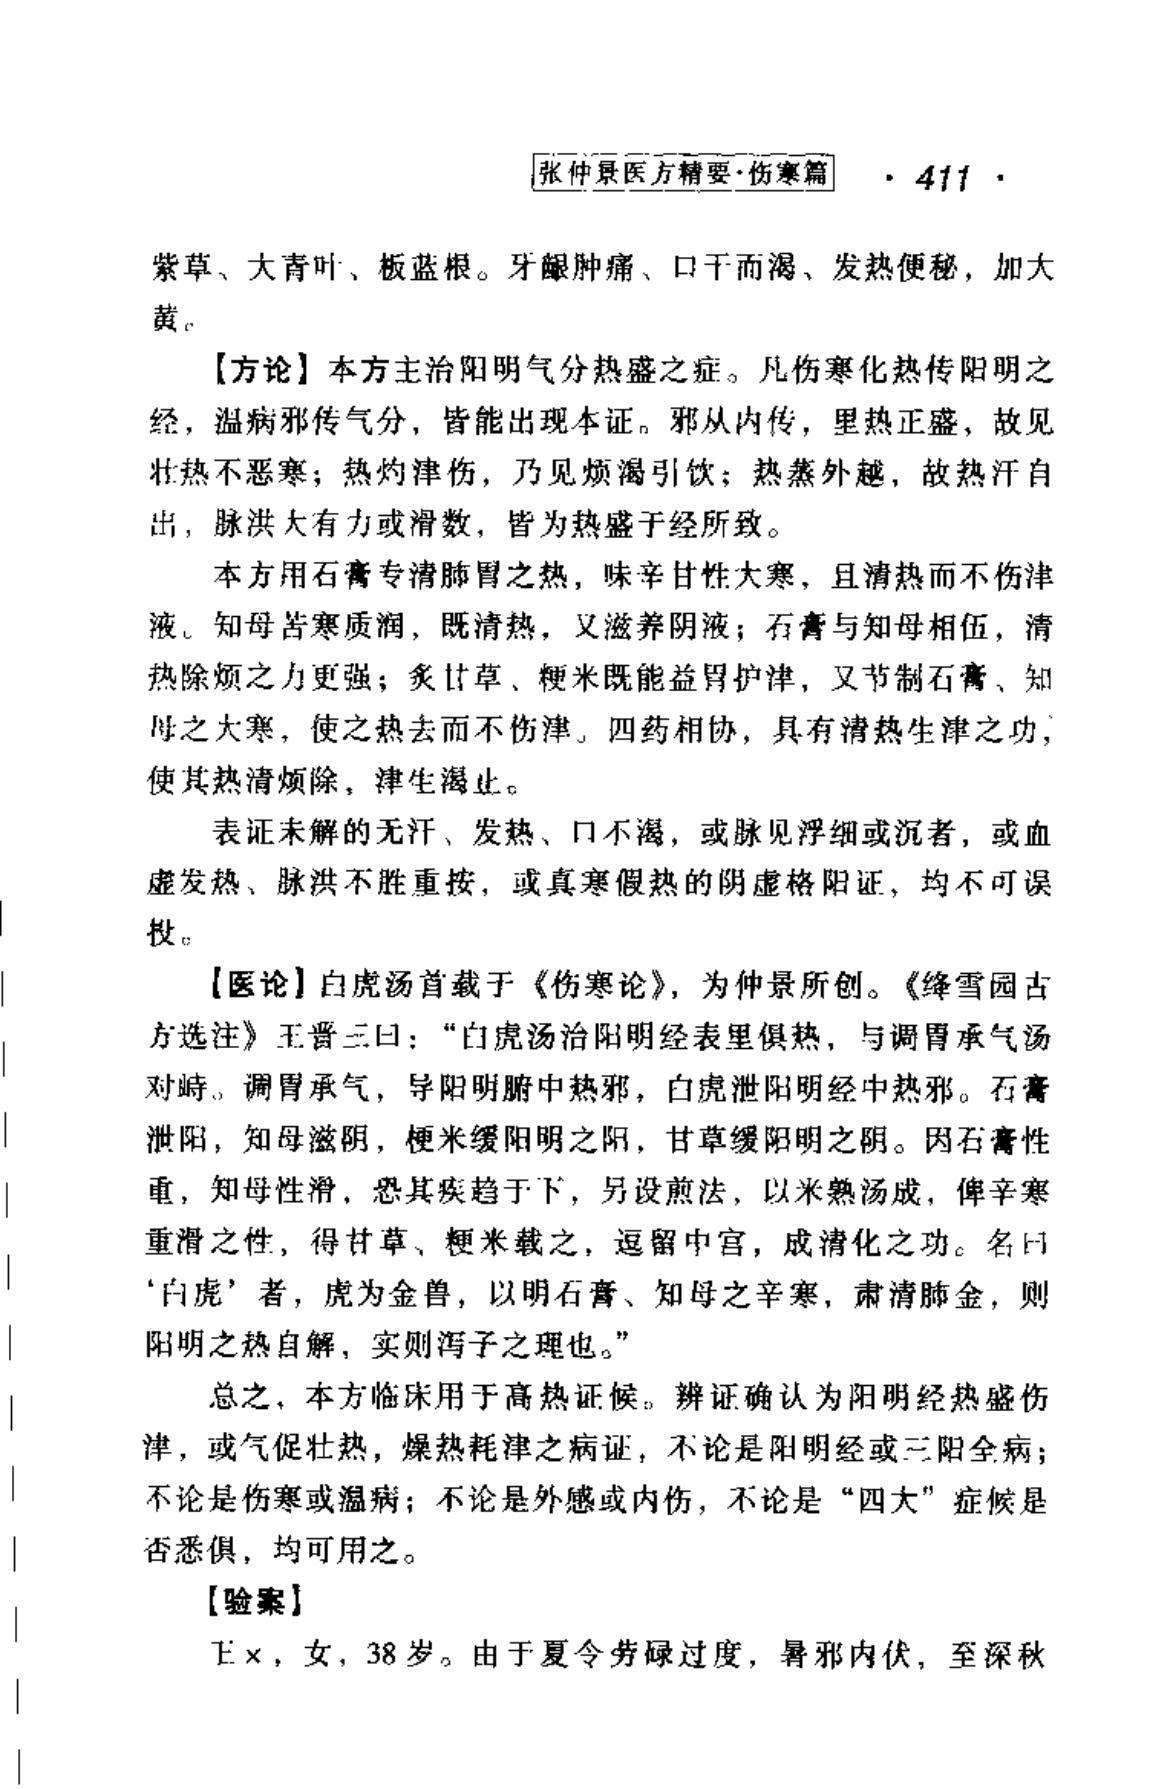 张仲景医方精要·伤寒篇 · 411 ·
紫草、大青叶、板蓝根。牙龈肿痛、口干而渴、发热便秘，加大
黄。
【方论】本方主治阳明气分热盛之症。凡伤寒化热传阳明之
经，温病邪传气分，皆能出现本证。邪从内传，里热正盛，故见
壮热不恶寒；热灼津伤，乃见烦渴引饮；热蒸外越，故热汗自
出，脉洪大有力或滑数，皆为热盛于经所致。
本方用石膏专清肺胃之热，味辛甘性大寒，且清热而不伤津
液。知母苦寒质润，既清热，又滋养阴液；石膏与知母相伍，清
热除烦之力更强；炙甘草、粳米既能益胃护津，又节制石膏、知
母之大寒，使之热去而不伤津。四药相协，具有清热生津之功，
使其热清烦除，津生渴止。
表证未解的无汗、发热、口不渴，或脉见浮细或沉者，或血
虚发热、脉洪不胜重按，或真寒假热的阴虚格阳证，均不可误
投。
【医论】白虎汤首载于《伤寒论》，为仲景所创。《绛雪园古
方选注》王晋三曰：“白虎汤治阳明经表里俱热，与调胃承气汤
对峙。调胃承气，导阳明腑中热邪，白虎泄阳明经中热邪。石膏
泄阳，知母滋阴，梗米缓阳明之阳，甘草缓阳明之阴。因石膏性
重，知母性滑，恐其疾趋于下，另设煎法，以米熟汤成，俾辛寒
重滑之性，得甘草、粳米载之，逗留中宫，成清化之功。名曰
‘白虎’者，虎为金兽，以明石膏、知母之辛寒，肃清肺金，则
阳明之热自解，实则泻子之理也。”
总之，本方临床用于高热证候。辨证确认为阳明经热盛伤
津，或气促壮热，燥热耗津之病证，不论是阳明经或三阳全病；
不论是伤寒或温病；不论是外感或内伤，不论是“四大”症候是
否悉俱，均可用之。
【验案】
王×，女，38岁。由于夏令劳碌过度，暑邪内伏，至深秋